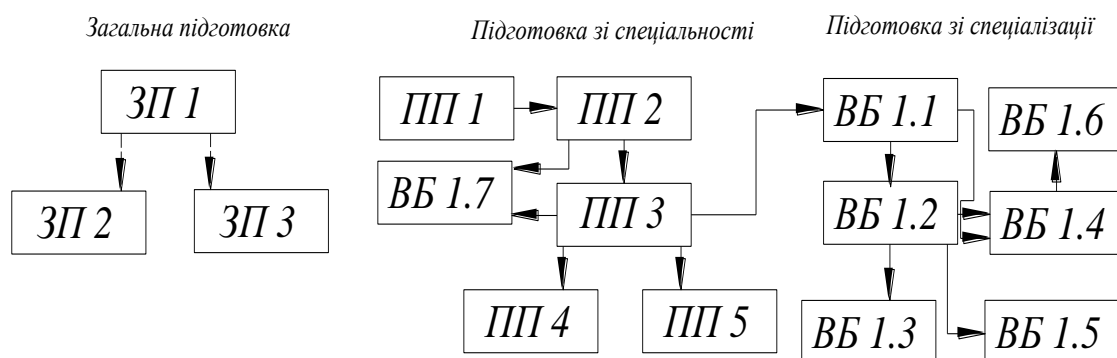 Загальна підготовка
ЗП 1
ЗП 2
ЗП 3
Підготовка зі спеціальності
ПП 1
ПП 2
ВБ 1.7
ПП 3
ПП 4
ПП 5
Підготовка зі спеціалізації
ВБ 1.1
ВБ 1.6
ВБ 1.2
ВБ 1.4
ВБ 1.3
ВБ 1.5